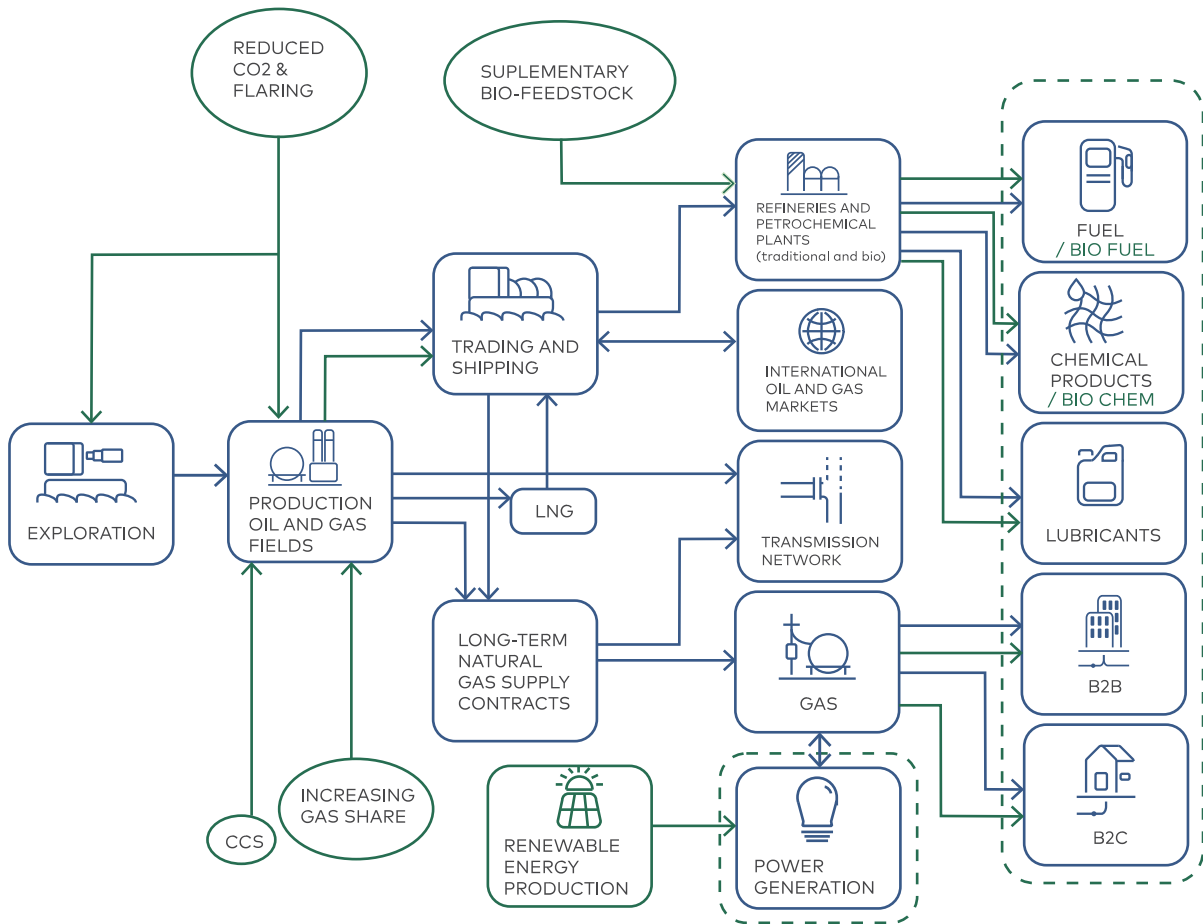 REDUCED
CO2 &
FLARING
SUPLEMENTARY
BIO-FEEDSTOCK
REFINERIES AND
PETROCHEMICAL
PLANTS
(traditional and bio)
FUEL
/ BIO FUEL
TRADING AND
SHIPPING
INTERNATIONAL
OIL AND GAS
MARKETS
CHEMICAL
PRODUCTS
/ BIO CHEM
EXPLORATION
PRODUCTION
OIL AND GAS
FIELDS
LNG
TRANSMISSION
NETWORK
LUBRICANTS
LONG-TERM
NATURAL
GAS SUPPLY
CONTRACTS
GAS
B2B
CCS
INCREASING
GAS SHARE
RENEWABLE
ENERGY
PRODUCTION
POWER
GENERATION
B2C